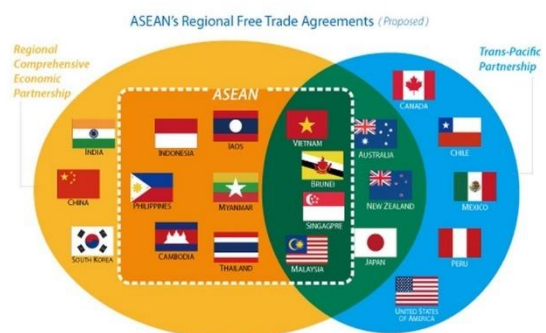 ASEAN's Regional Free Trade Agreements (Proposed)
Regional
Comprehensive
Economic
Partnership
Trans-Pacific
Partnership
ASEAN
CANADA
INDIA
INDONESIA
LAOS
VIETNAM
AUSTRALIA
CHILE
CHINA
PHILIPPINES
MYANMAR
BRUNEI
NEW ZEALAND
MEXICO
SINGAGPRE
SOUTH KOREA
CAMBODIA
THAILAND
MALAYSIA
JAPAN
PERU
UNITED STATES
OF AMERICA